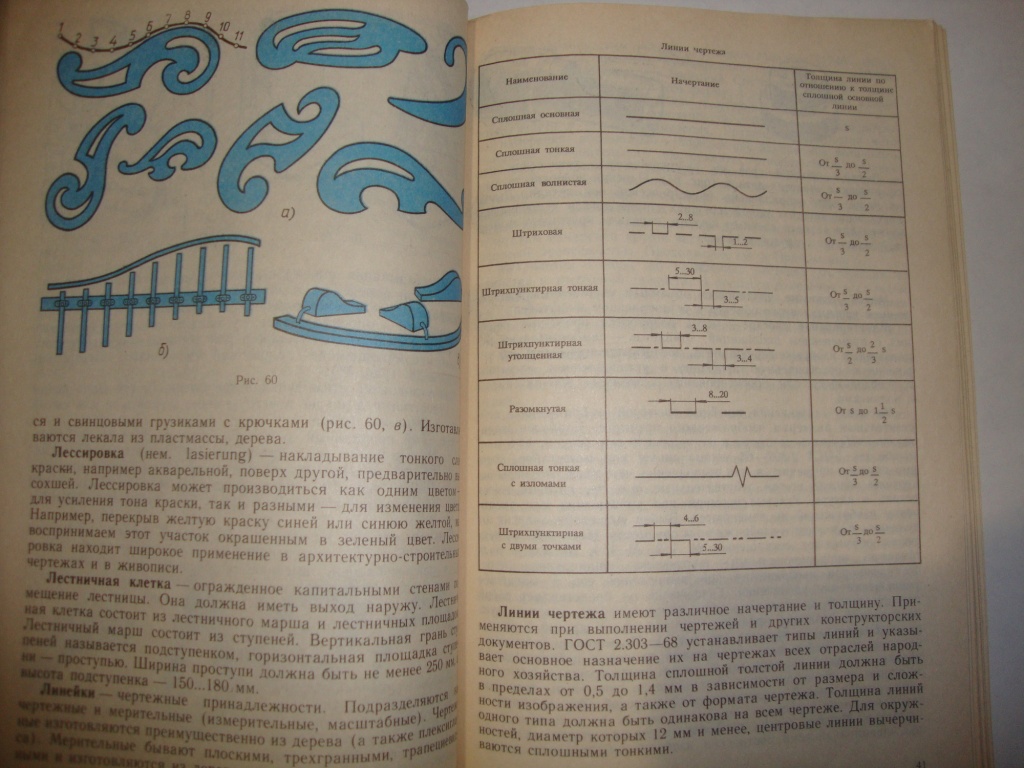 1 2 3 4 5 6 7 8 9 10 11
а)
б)
Рис. 60
ся и свинцовыми грузиками с крючками (рис. 60, в).
ваются лекала из пластмассы, дерева.
Лессировка (нем. lasierung) — накладывание тонкого
краски, например акварельной, поверх другой, предварительно
сохшей. Лессировка может производиться как одним цветом —
для усиления тона краски, так и разными — для изменения
Например, перекрыв желтую краску синей или синюю желтой,
воспринимаем этот участок окрашенным в зеленый цвет.
ровка находит широкое применение в архитектурно-строительных
чертежах и в живописи.
Лестничная клетка — огражденное капитальными стенами
мещение лестницы. Она должна иметь выход наружу.
ная клетка состоит из лестничного марша и лестничных
Лестничный марш состоит из ступеней. Вертикальная грань
пеней называется подступенком, горизонтальная площадка
ни — проступью. Ширина проступи должна быть не менее 250
высота подступенка — 150...180 мм.
Линейки — чертежные принадлежности. Подразделяются
чертежные и мерительные (измерительные, масштабные).
мые изготовляются преимущественно из дерева (а также
са). Мерительные бывают плоскими, трехгранными,
Линии чертежа
Наименование Начертание Толщина линии по
отношению к толщине
сплошной основной
линии
Сплошная основная s
Сплошная тонкая От s/3 до s/2
Сплошная волнистая От s/3 до s/2
Штриховая 2...8 1...2 От s/3 до s/2
Штрихпунктирная тонкая 5...30 3...5 От s/3 до s/2
Штрихпунктирная
утолщенная 3...8 3...4 От s/2 до 2/3 s
Разомкнутая 8...20 От s до 1 1/2 s
Сплошная тонкая
с изломами От s/3 до s/2
Штрихпунктирная
с двумя точками 4...6 5...30 От s/3 до s/2
Линии чертежа имеют различное начертание и толщину. При-
меняются при выполнении чертежей и других конструкторских
документов. ГОСТ 2.303—68 устанавливает типы линий и указы-
вает основное назначение их на чертежах всех отраслей народ-
ного хозяйства. Толщина сплошной толстой линии должна быть
в пределах от 0,5 до 1,4 мм в зависимости от размера и слож-
ности изображения, а также от формата чертежа. Толщина линий
одного типа должна быть одинакова на всем чертеже. Для окруж-
ностей, диаметр которых 12 мм и менее, центровые линии вычерчи-
ваются сплошными тонкими.